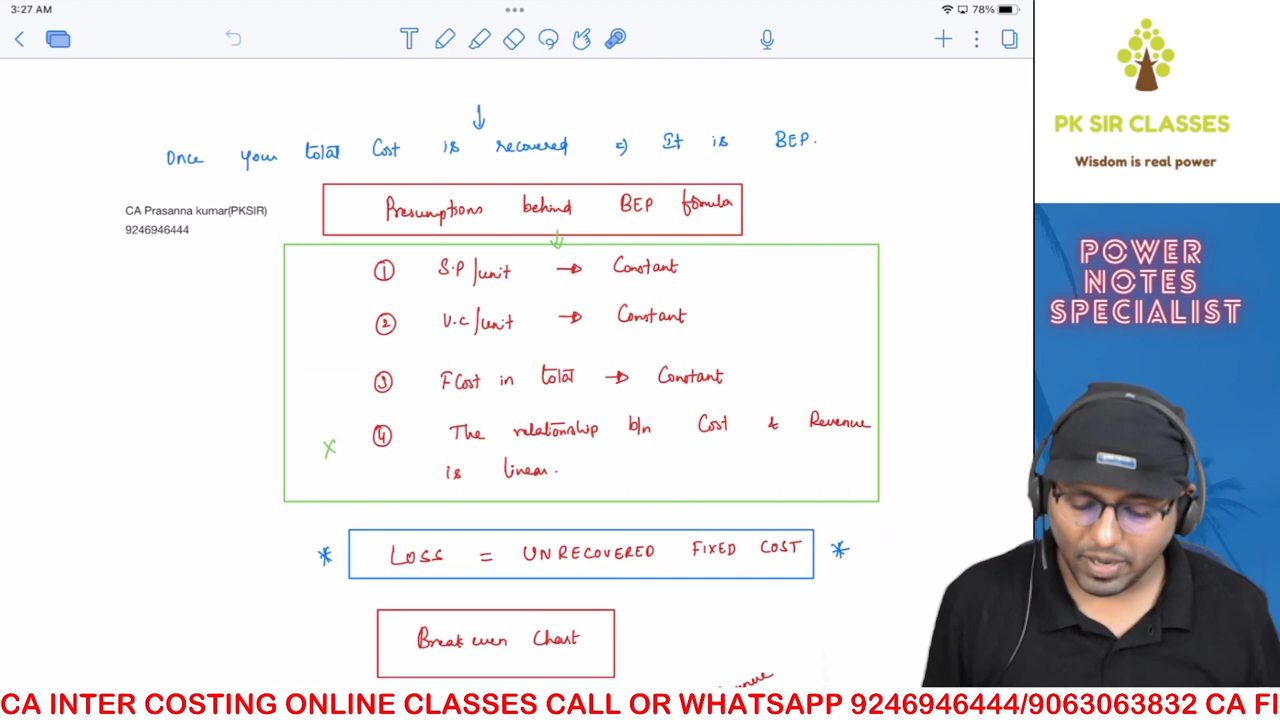 3:27 AM
78%
T
Once your total Cost is recovered => It is BEP.
CA Prasanna kumar(PKSIR)
9246946444
Presumptions behind BEP formula
① S.P/unit → Constant
② V.C/unit → Constant
③ FCost in total → Constant
X ④ The relationship b/n Cost & Revenue
is linear.
* LOSS = UNRECOVERED FIXED COST *
Break even Chart
PK SIR CLASSES
Wisdom is real power
POWER
NOTES
SPECIALIST
CA INTER COSTING ONLINE CLASSES CALL OR WHATSAPP 9246946444/9063063832 CA FI